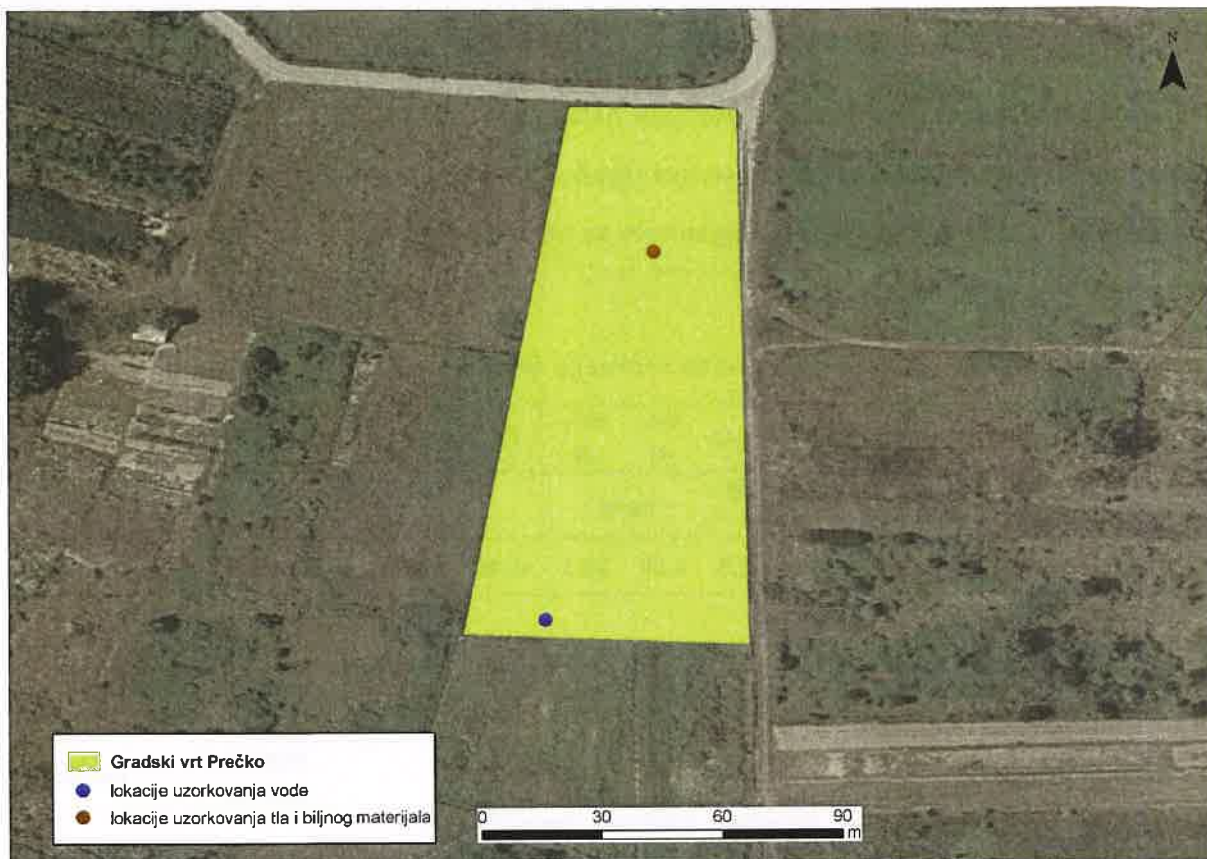 N
Gradski vrt Prečko
lokacije uzorkovanja vode
lokacije uzorkovanja tla i biljnog materijala
0 30 60 90
m